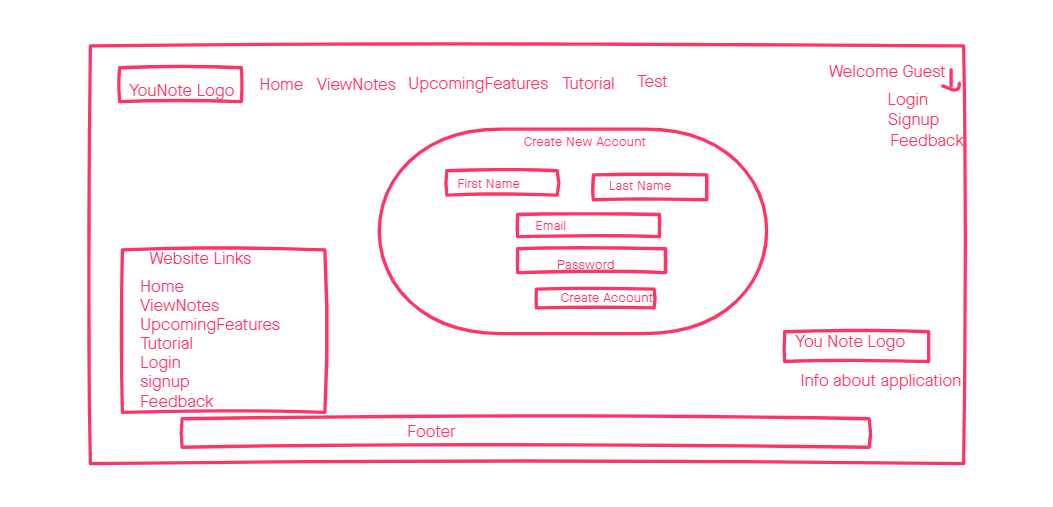 YouNote Logo
Home
ViewNotes
UpcomingFeatures
Tutorial
Test
Welcome Guest
Login
Signup
Feedback
Create New Account
First Name
Last Name
Email
Password
Create Account
Website Links
Home
ViewNotes
UpcomingFeatures
Tutorial
Login
signup
Feedback
You Note Logo
Info about application
Footer